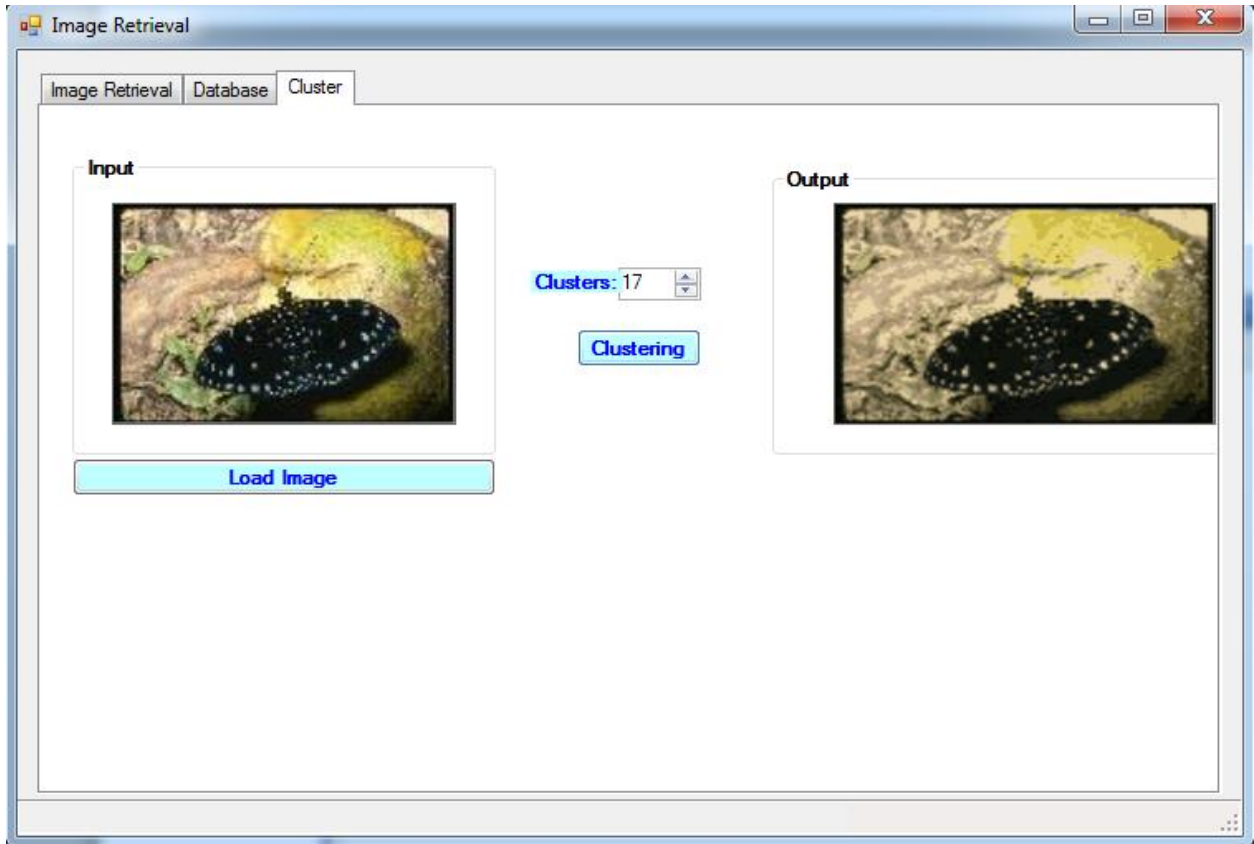 Image Retrieval
Image Retrieval Database Cluster
Input
Output
Clusters: 17
Clustering
Load Image